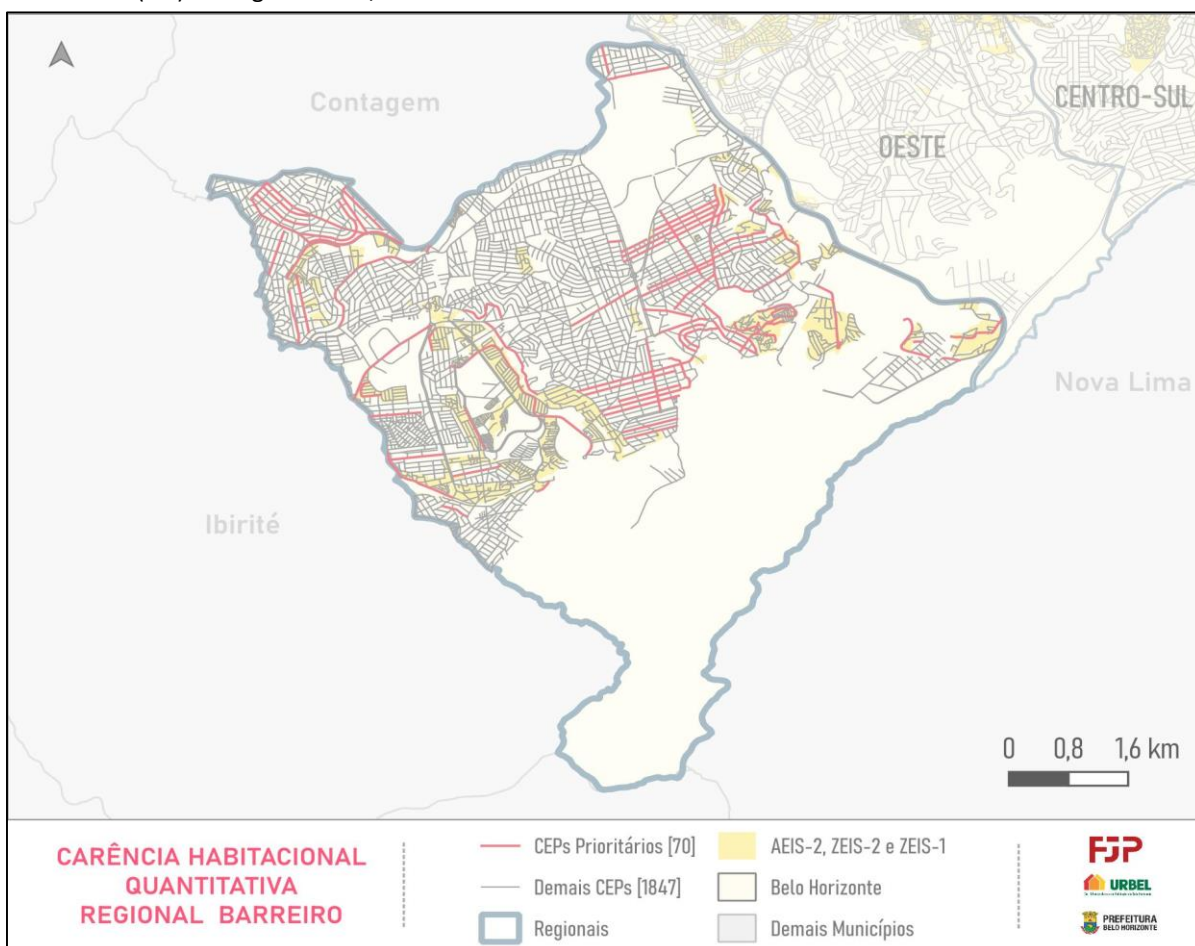 Contagem
CENTRO-SUL
OESTE
Nova Lima
Ibirité
0 0,8 1,6 km
CARÊNCIA HABITACIONAL
QUANTITATIVA
REGIONAL BARREIRO
CEPs Prioritários [70]
Demais CEPs [1847]
Regionais
AEIS-2, ZEIS-2 e ZEIS-1
Belo Horizonte
Demais Municípios
FJP
URBEL
PREFEITURA
BELO HORIZONTE